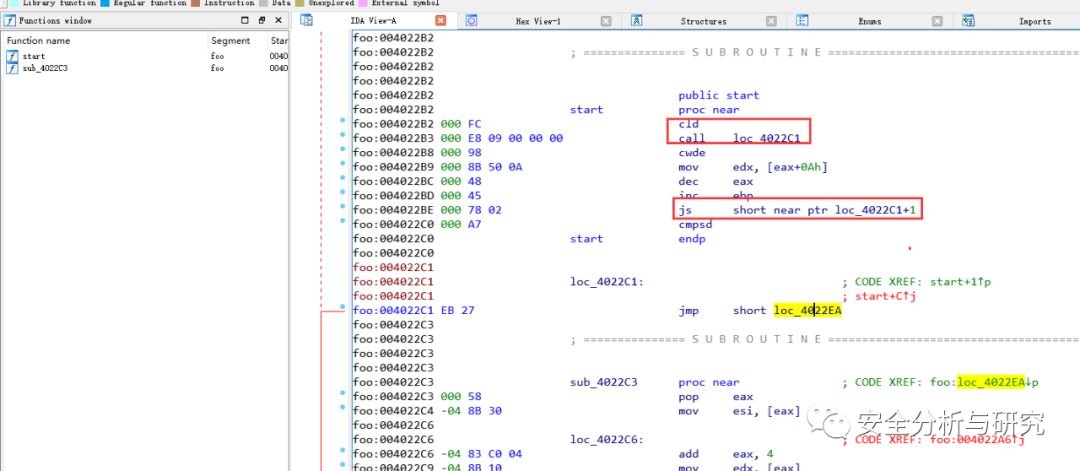 Library function Regular function Instruction Data Unexplored External symbol
Functions window
IDA View-A Hex View-1 Structures Enums Imports
Function name Segment Star
start foo 0040
sub_4022C3 foo 0040
foo:004022B2
foo:004022B2 ; =============== S U B R O U T I N E =======================================
foo:004022B2
foo:004022B2
foo:004022B2 public start
foo:004022B2 start proc near
foo:004022B2 000 FC cld
foo:004022B3 000 E8 09 00 00 00 call loc_4022C1
foo:004022B8 000 98 cwde
foo:004022B9 000 8B 50 0A mov edx, [eax+0Ah]
foo:004022BC 000 48 dec eax
foo:004022BD 000 45 inc ebp
foo:004022BE 000 78 02 js short near ptr loc_4022C1+1
foo:004022C0 000 A7 cmpsd
foo:004022C0 start endp
foo:004022C0
foo:004022C1
foo:004022C1 loc_4022C1: ; CODE XREF: start+1↑p
foo:004022C1 ; start+C↑j
foo:004022C1 EB 27 jmp short loc_4022EA
foo:004022C3
foo:004022C3 ; =============== S U B R O U T I N E =======================================
foo:004022C3
foo:004022C3
foo:004022C3 sub_4022C3 proc near ; CODE XREF: foo:loc_4022EA↓p
foo:004022C3 000 58 pop eax
foo:004022C4 -04 8B 30 mov esi, [eax]
foo:004022C6
foo:004022C6 loc_4022C6: ; CODE XREF: foo:004022A6↑j
foo:004022C6 -04 83 C0 04 add eax, 4
foo:004022C9 -04 8B 10 mov edx, [eax]
安全分析与研究